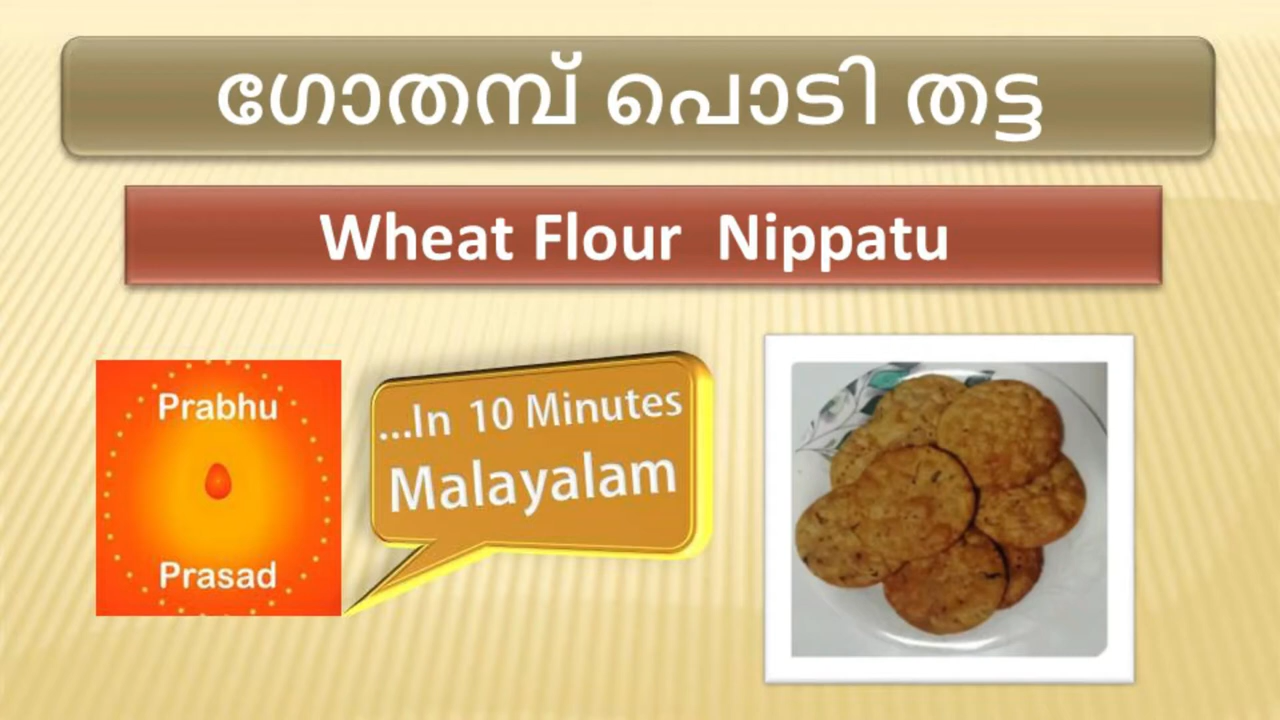 ഗോതമ്പ് പൊടി തട്ട
Wheat Flour Nippatu
Prabhu
Prasad
...In 10 Minutes
Malayalam